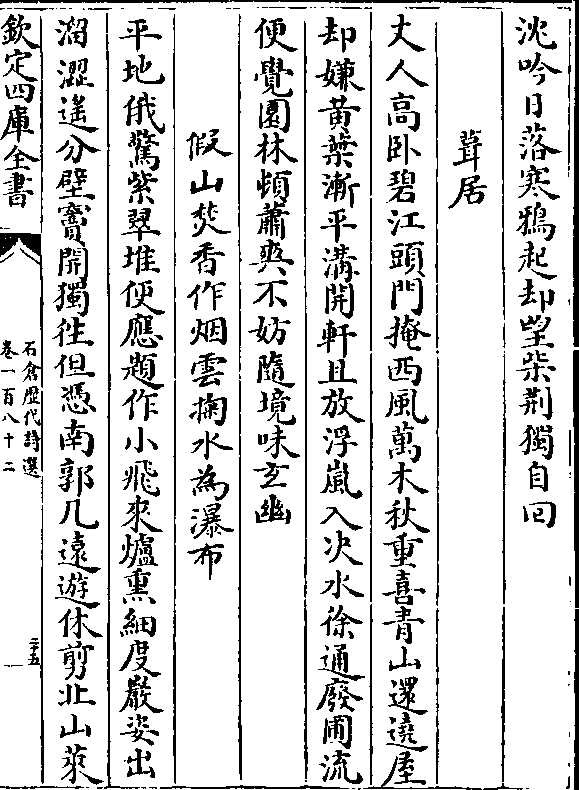 沈吟日落寒鴉起却望柴荆獨自回
葺居
丈人高卧碧江頭門掩西風萬木秋重喜青山還遶屋
却嫌黄葉漸平溝開軒且放浮嵐入决水徐通廢圃流
便覺園林頓蕭爽不妨隨境味玄幽
假山焚香作烟雲掬水為瀑布
平地俄驚紫翠堆便應題作小飛來爐熏細度巖姿出
溜澀遙分壁竇開獨徃但憑南郭几遠遊休剪北山萊
欽定四庫全書
石倉歴代詩選
卷一百八十二
二十五